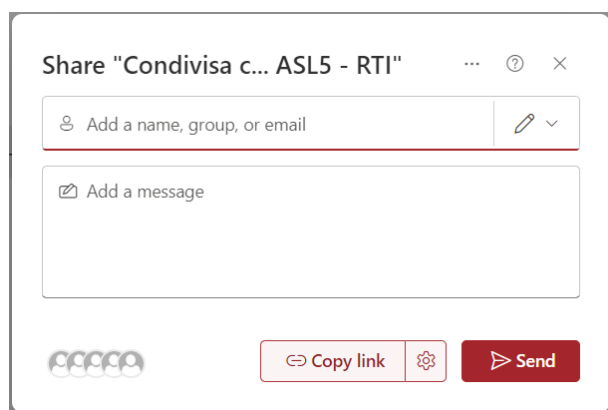 Share "Condivisa c... ASL5 - RTI"
Add a name, group, or email
Add a message
Copy link
Send